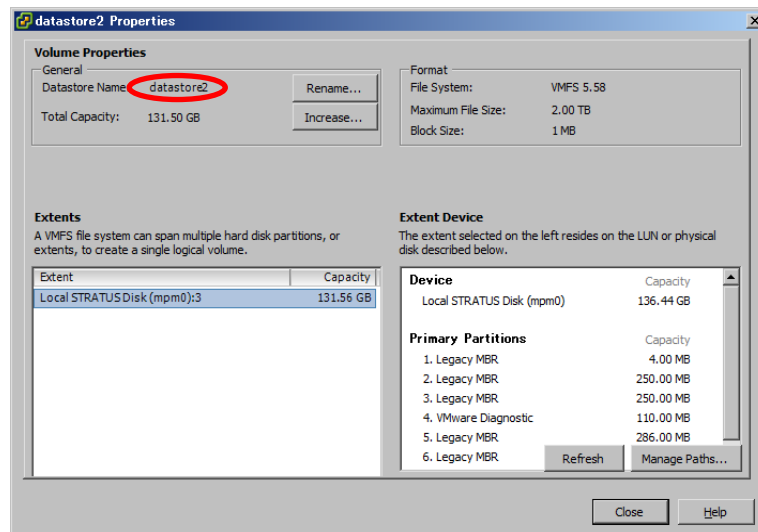 datastore2 Properties
Volume Properties
General
Datastore Name: datastore2
Rename...
Total Capacity: 131.50 GB
Increase...
Format
File System: VMFS 5.58
Maximum File Size: 2.00 TB
Block Size: 1 MB
Extents
A VMFS file system can span multiple hard disk partitions, or
extents, to create a single logical volume.
Extent Capacity
Local STRATUS Disk (mpm0):3 131.56 GB
Extent Device
The extent selected on the left resides on the LUN or physical
disk described below.
Device Capacity
Local STRATUS Disk (mpm0) 136.44 GB
Primary Partitions Capacity
1. Legacy MBR 4.00 MB
2. Legacy MBR 250.00 MB
3. Legacy MBR 250.00 MB
4. VMware Diagnostic 110.00 MB
5. Legacy MBR 286.00 MB
6. Legacy MBR
Refresh
Manage Paths...
Close
Help